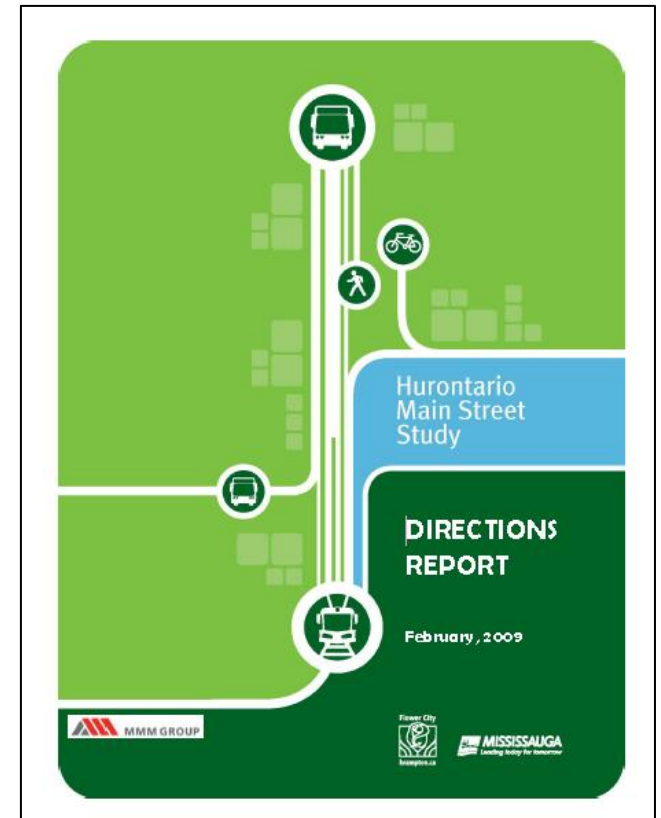 Hurontario
Main Street
Study
DIRECTIONS
REPORT
February, 2009
MMM GROUP
Flower City
brampton.ca
MISSISSAUGA
Leading today for tomorrow